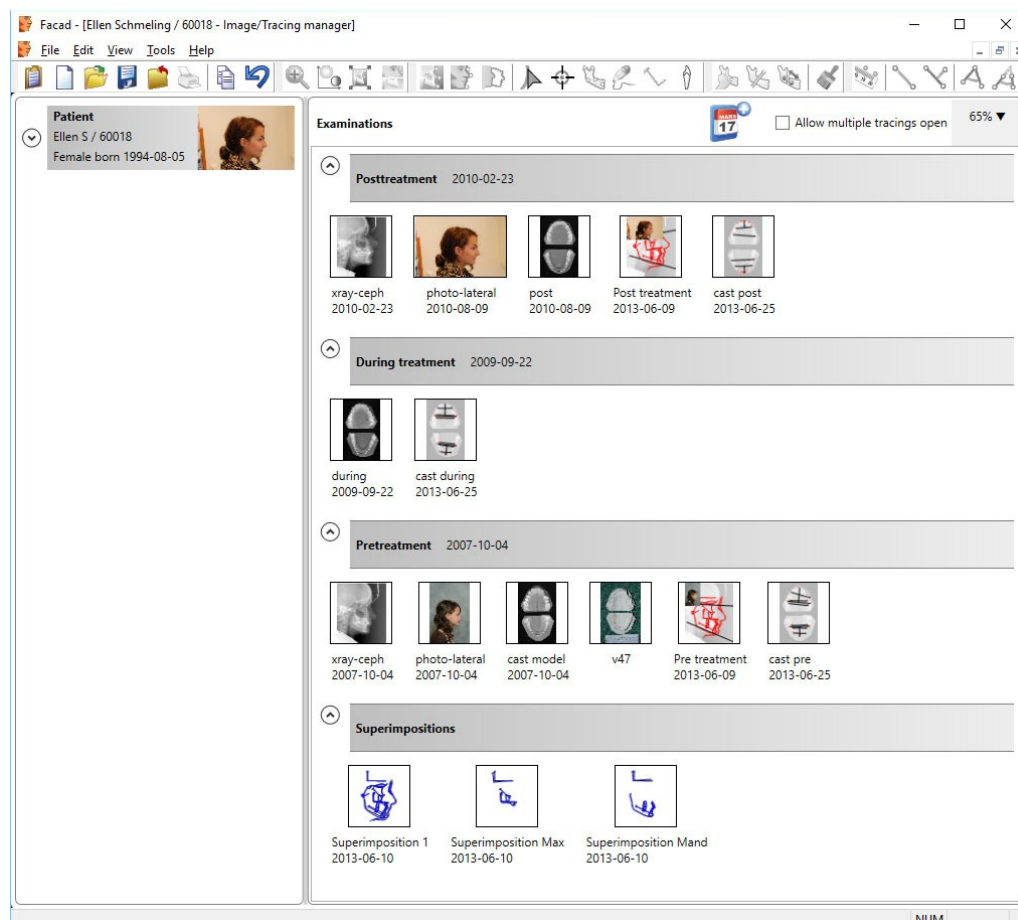 Facad - [Ellen Schmeling / 60018 - Image/Tracing manager]
File Edit View Tools Help
Patient
Ellen S / 60018
Female born 1994-08-05
Examinations
MARS
17
Allow multiple tracings open
65% ▼
Posttreatment 2010-02-23
xray-ceph photo-lateral post Post treatment cast post
2010-02-23 2010-08-09 2010-08-09 2013-06-09 2013-06-25
During treatment 2009-09-22
during cast during
2009-09-22 2013-06-25
Pretreatment 2007-10-04
xray-ceph photo-lateral cast model v47 Pre treatment cast pre
2007-10-04 2007-10-04 2007-10-04 2013-06-09 2013-06-25
Superimpositions
Superimposition 1 Superimposition Max Superimposition Mand
2013-06-10 2013-06-10 2013-06-10
NUM